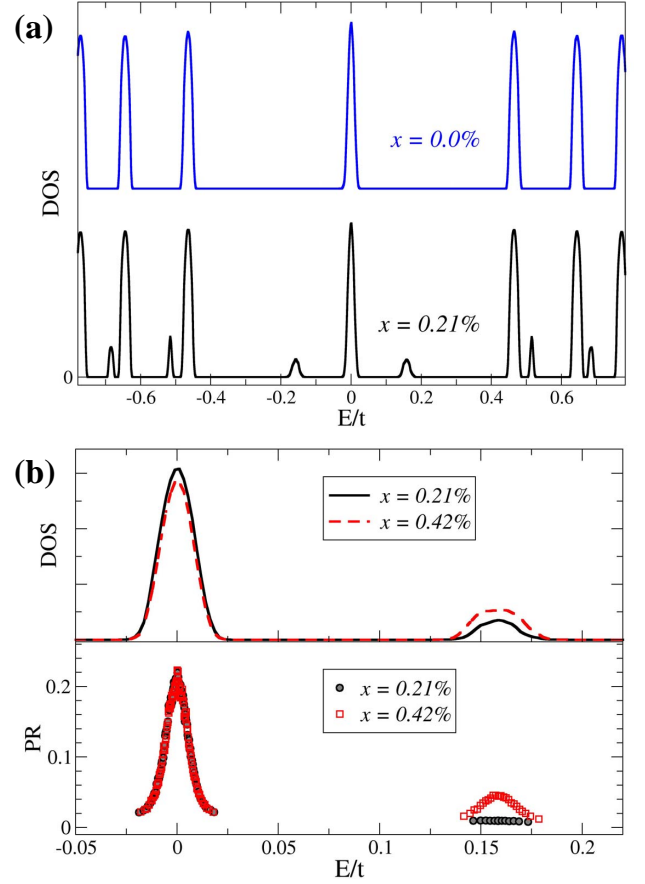 (a)
x = 0.0%
DOS
x = 0.21%
0
-0.6 -0.4 -0.2 0 0.2 0.4 0.6
E/t
(b)
DOS
x = 0.21%
x = 0.42%
PR
0.2
0.1
0
x = 0.21%
x = 0.42%
-0.05 0 0.05 0.1 0.15 0.2
E/t